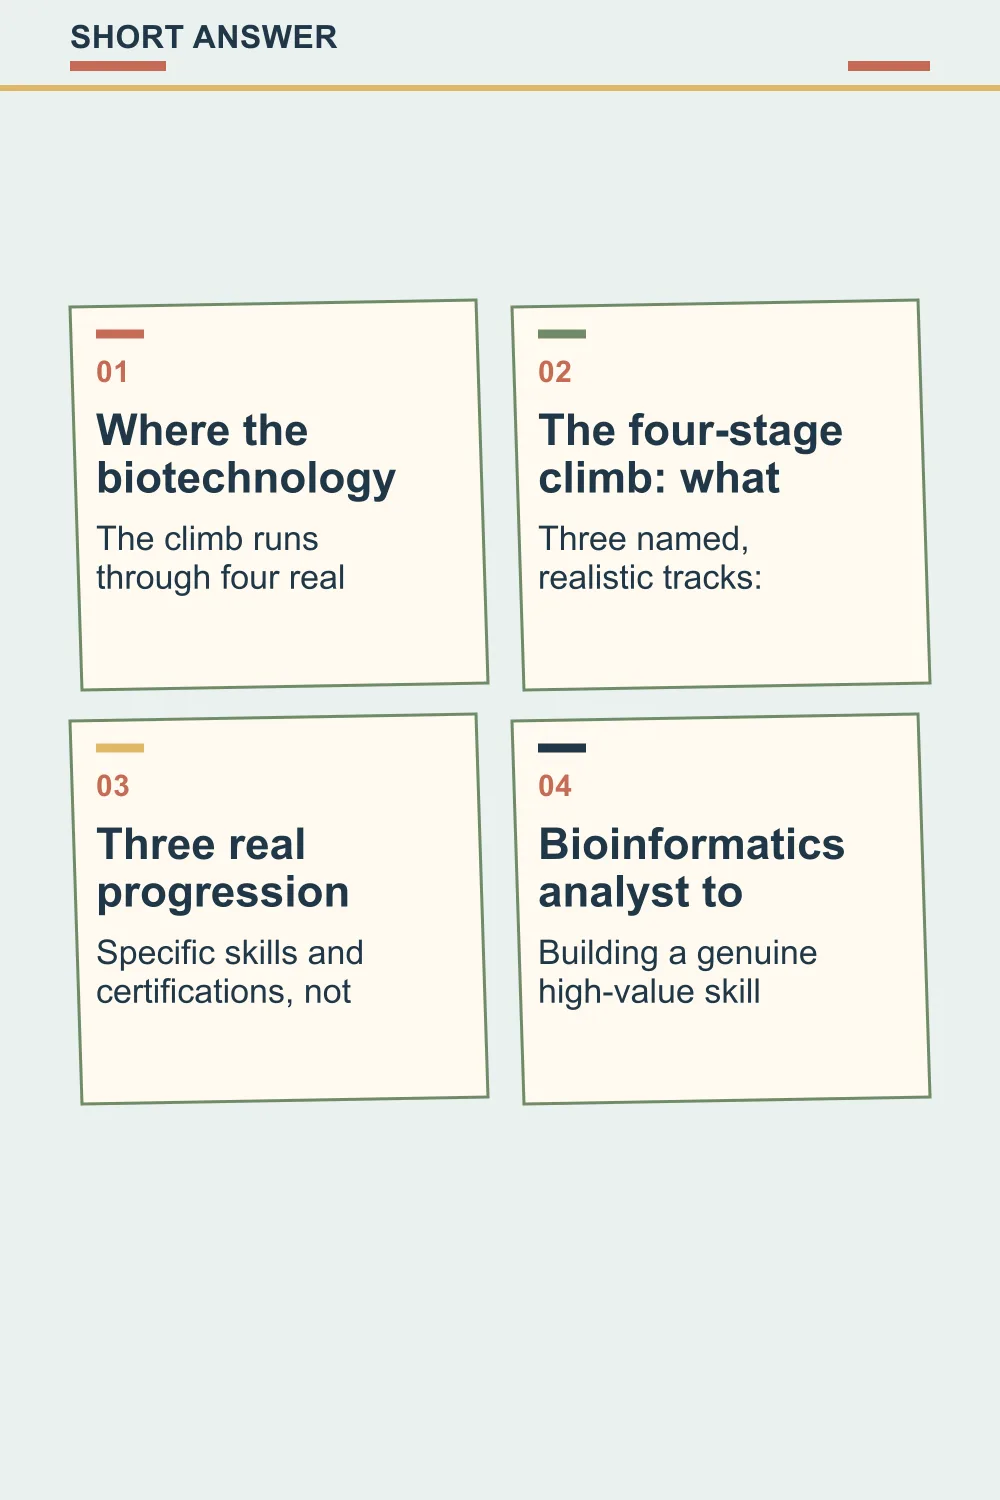 SHORT ANSWER
01
Where the
biotechnology
The climb runs
through four real
02
The four-stage
climb: what
Three named,
realistic tracks:
03
Three real
progression
Specific skills and
certifications, not
04
Bioinformatics
analyst to
Building a genuine
high-value skill